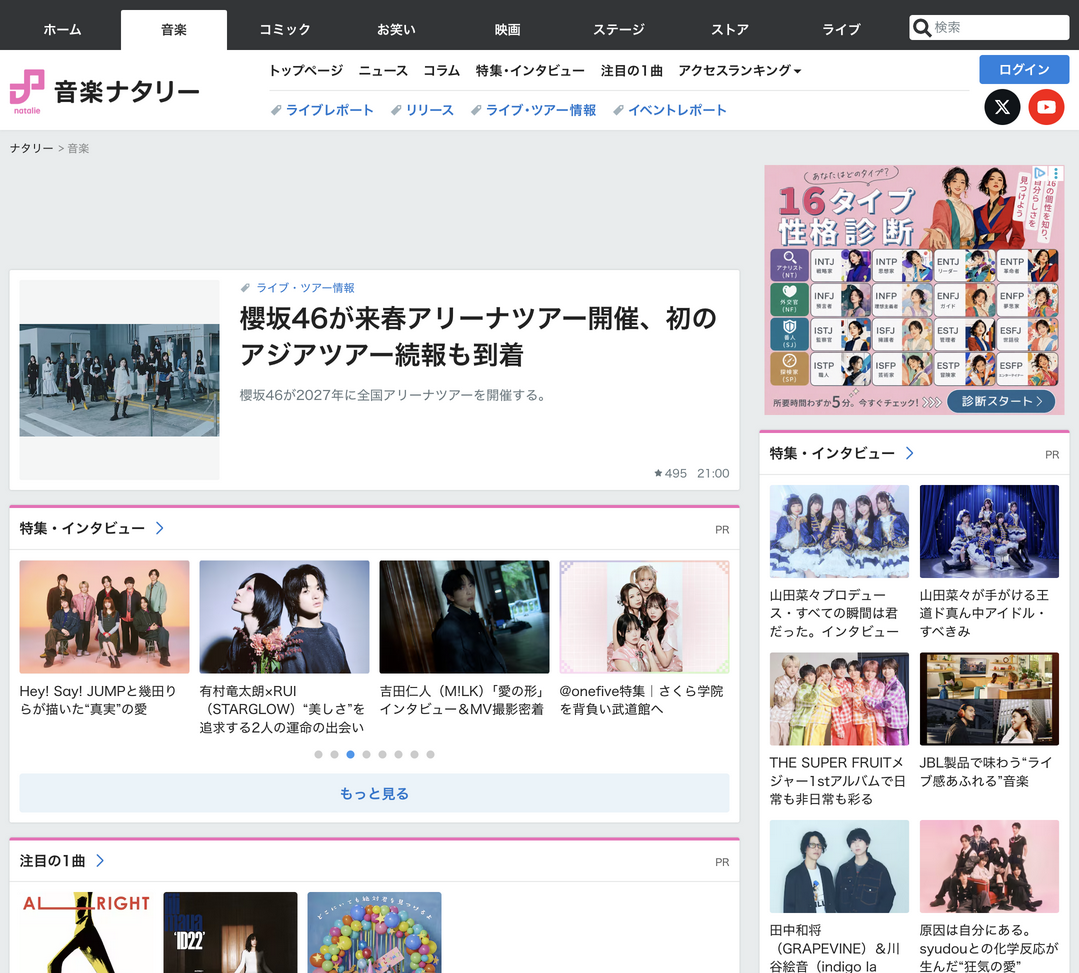 ホーム
音楽
コミック
お笑い
映画
ステージ
ストア
ライブ
検索
natalie
音楽ナタリー
トップページ
ニュース
コラム
特集・インタビュー
注目の1曲
アクセスランキング
ログイン
ライブレポート
リリース
ライブ・ツアー情報
イベントレポート
ナタリー > 音楽
ライブ・ツアー情報
櫻坂46が来春アリーナツアー開催、初の
アジアツアー続報も到着
櫻坂46が2027年に全国アリーナツアーを開催する。
495 21:00
特集・インタビュー
PR
Hey! Say! JUMPと幾田り
らが描いた“真実”の愛
有村竜太朗×RUI
（STARGLOW）“美しさ”を
追求する2人の運命の出会い
吉田仁人（M!LK）「愛の形」
インタビュー＆MV撮影密着
@onefive特集｜さくら学院
を背負い武道館へ
もっと見る
注目の1曲
PR
AL RIGHT
'ID22'
どこにいても絶対君を見つけるよ
あなたはどのタイプ?
16タイプ
性格診断
16の個性を知り、
自分らしさを
見つけよう
アナリスト
(NT)
INTJ
戦略家
INTP
思想家
ENTJ
リーダー
ENTP
革命者
外交官
(NF)
INFJ
預言者
INFP
理想主義者
ENFJ
ガイド
ENFP
夢想家
番人
(SJ)
ISTJ
監察官
ISFJ
擁護者
ESTJ
管理者
ESFJ
世話役
探検家
(SP)
ISTP
職人
ISFP
芸術家
ESTP
冒険家
ESFP
エンターテイナー
所要時間わずか5分。今すぐチェック!
診断スタート
特集・インタビュー
PR
山田菜々プロデュー
ス・すべての瞬間は君
だった。インタビュー
山田菜々が手がける王
道ド真ん中アイドル・
すべきみ
THE SUPER FRUITメ
ジャー1stアルバムで日
常も非日常も彩る
JBL製品で味わう“ライ
ブ感あふれる”音楽
田中和将
（GRAPEVINE）＆川
谷絵音（indigo la
原因は自分にある。
syudouとの化学反応が
生んだ“狂気の愛”